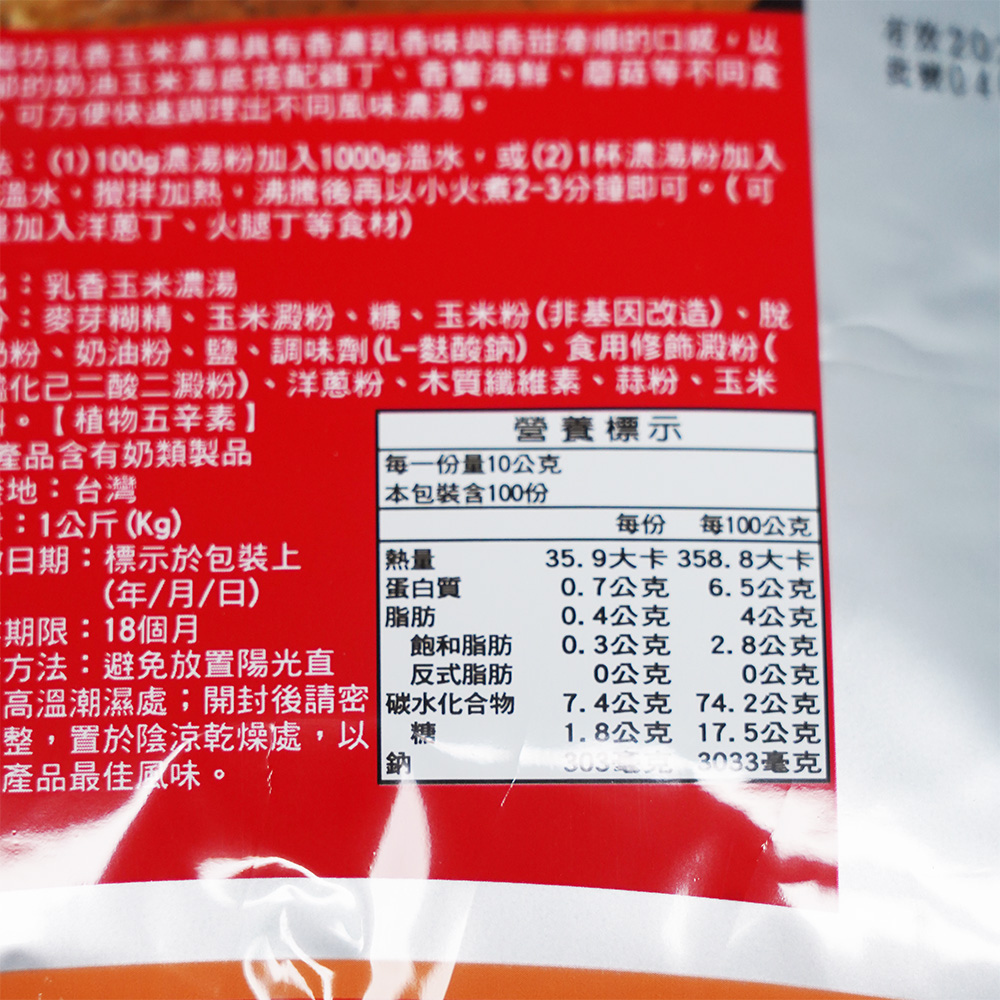 坊乳香玉米濃湯具有香濃乳香味與香甜滑順的口感，以
的奶油玉米湯底搭配雞丁、香蟹海鮮、蘑菇等不同食
，可方便快速調理出不同風味濃湯。
：(1)100g濃湯粉加入1000g溫水，或(2)1杯濃湯粉加入
溫水，攪拌加熱，沸騰後再以小火煮2-3分鐘即可。(可
加入洋蔥丁、火腿丁等食材)
：乳香玉米濃湯
：麥芽糊精、玉米澱粉、糖、玉米粉(非基因改造)、脫
奶粉、奶油粉、鹽、調味劑(L-麩酸鈉)、食用修飾澱粉(
化己二酸二澱粉)、洋蔥粉、木質纖維素、蒜粉、玉米
。【植物五辛素】
產品含有奶類製品
地：台灣
：1公斤(Kg)
日期：標示於包裝上
(年/月/日)
期限：18個月
方法：避免放置陽光直
高溫潮濕處；開封後請密
整，置於陰涼乾燥處，以
產品最佳風味。
營養標示
每一份量10公克
本包裝含100份
每份 每100公克
熱量 35.9大卡 358.8大卡
蛋白質 0.7公克 6.5公克
脂肪 0.4公克 4公克
飽和脂肪 0.3公克 2.8公克
反式脂肪 0公克 0公克
碳水化合物 7.4公克 74.2公克
糖 1.8公克 17.5公克
鈉 303毫克 3033毫克